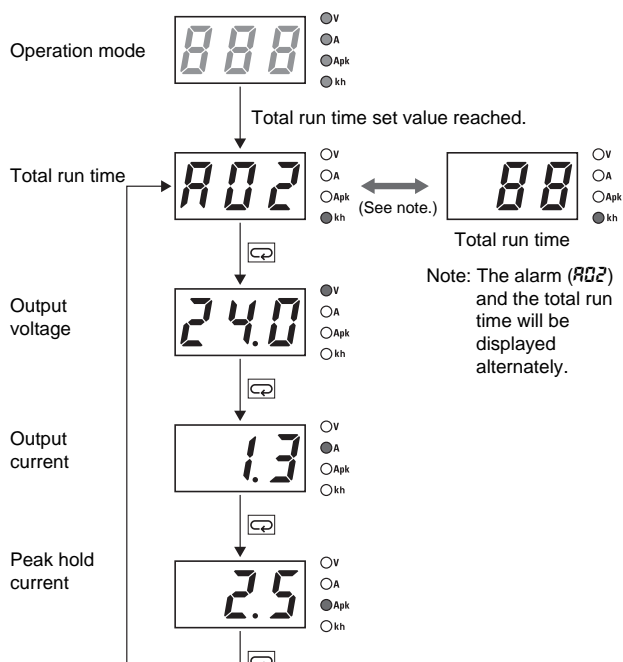 Operation mode
888
V
A
Apk
kh
Total run time set value reached.
Total run time
A02
V
A
Apk
kh
(See note.)
88
V
A
Apk
kh
Total run time
Note: The alarm (A02)
and the total run
time will be
displayed
alternately.
Output
voltage
24.0
V
A
Apk
kh
Output
current
1.3
V
A
Apk
kh
Peak hold
current
2.5
V
A
Apk
kh